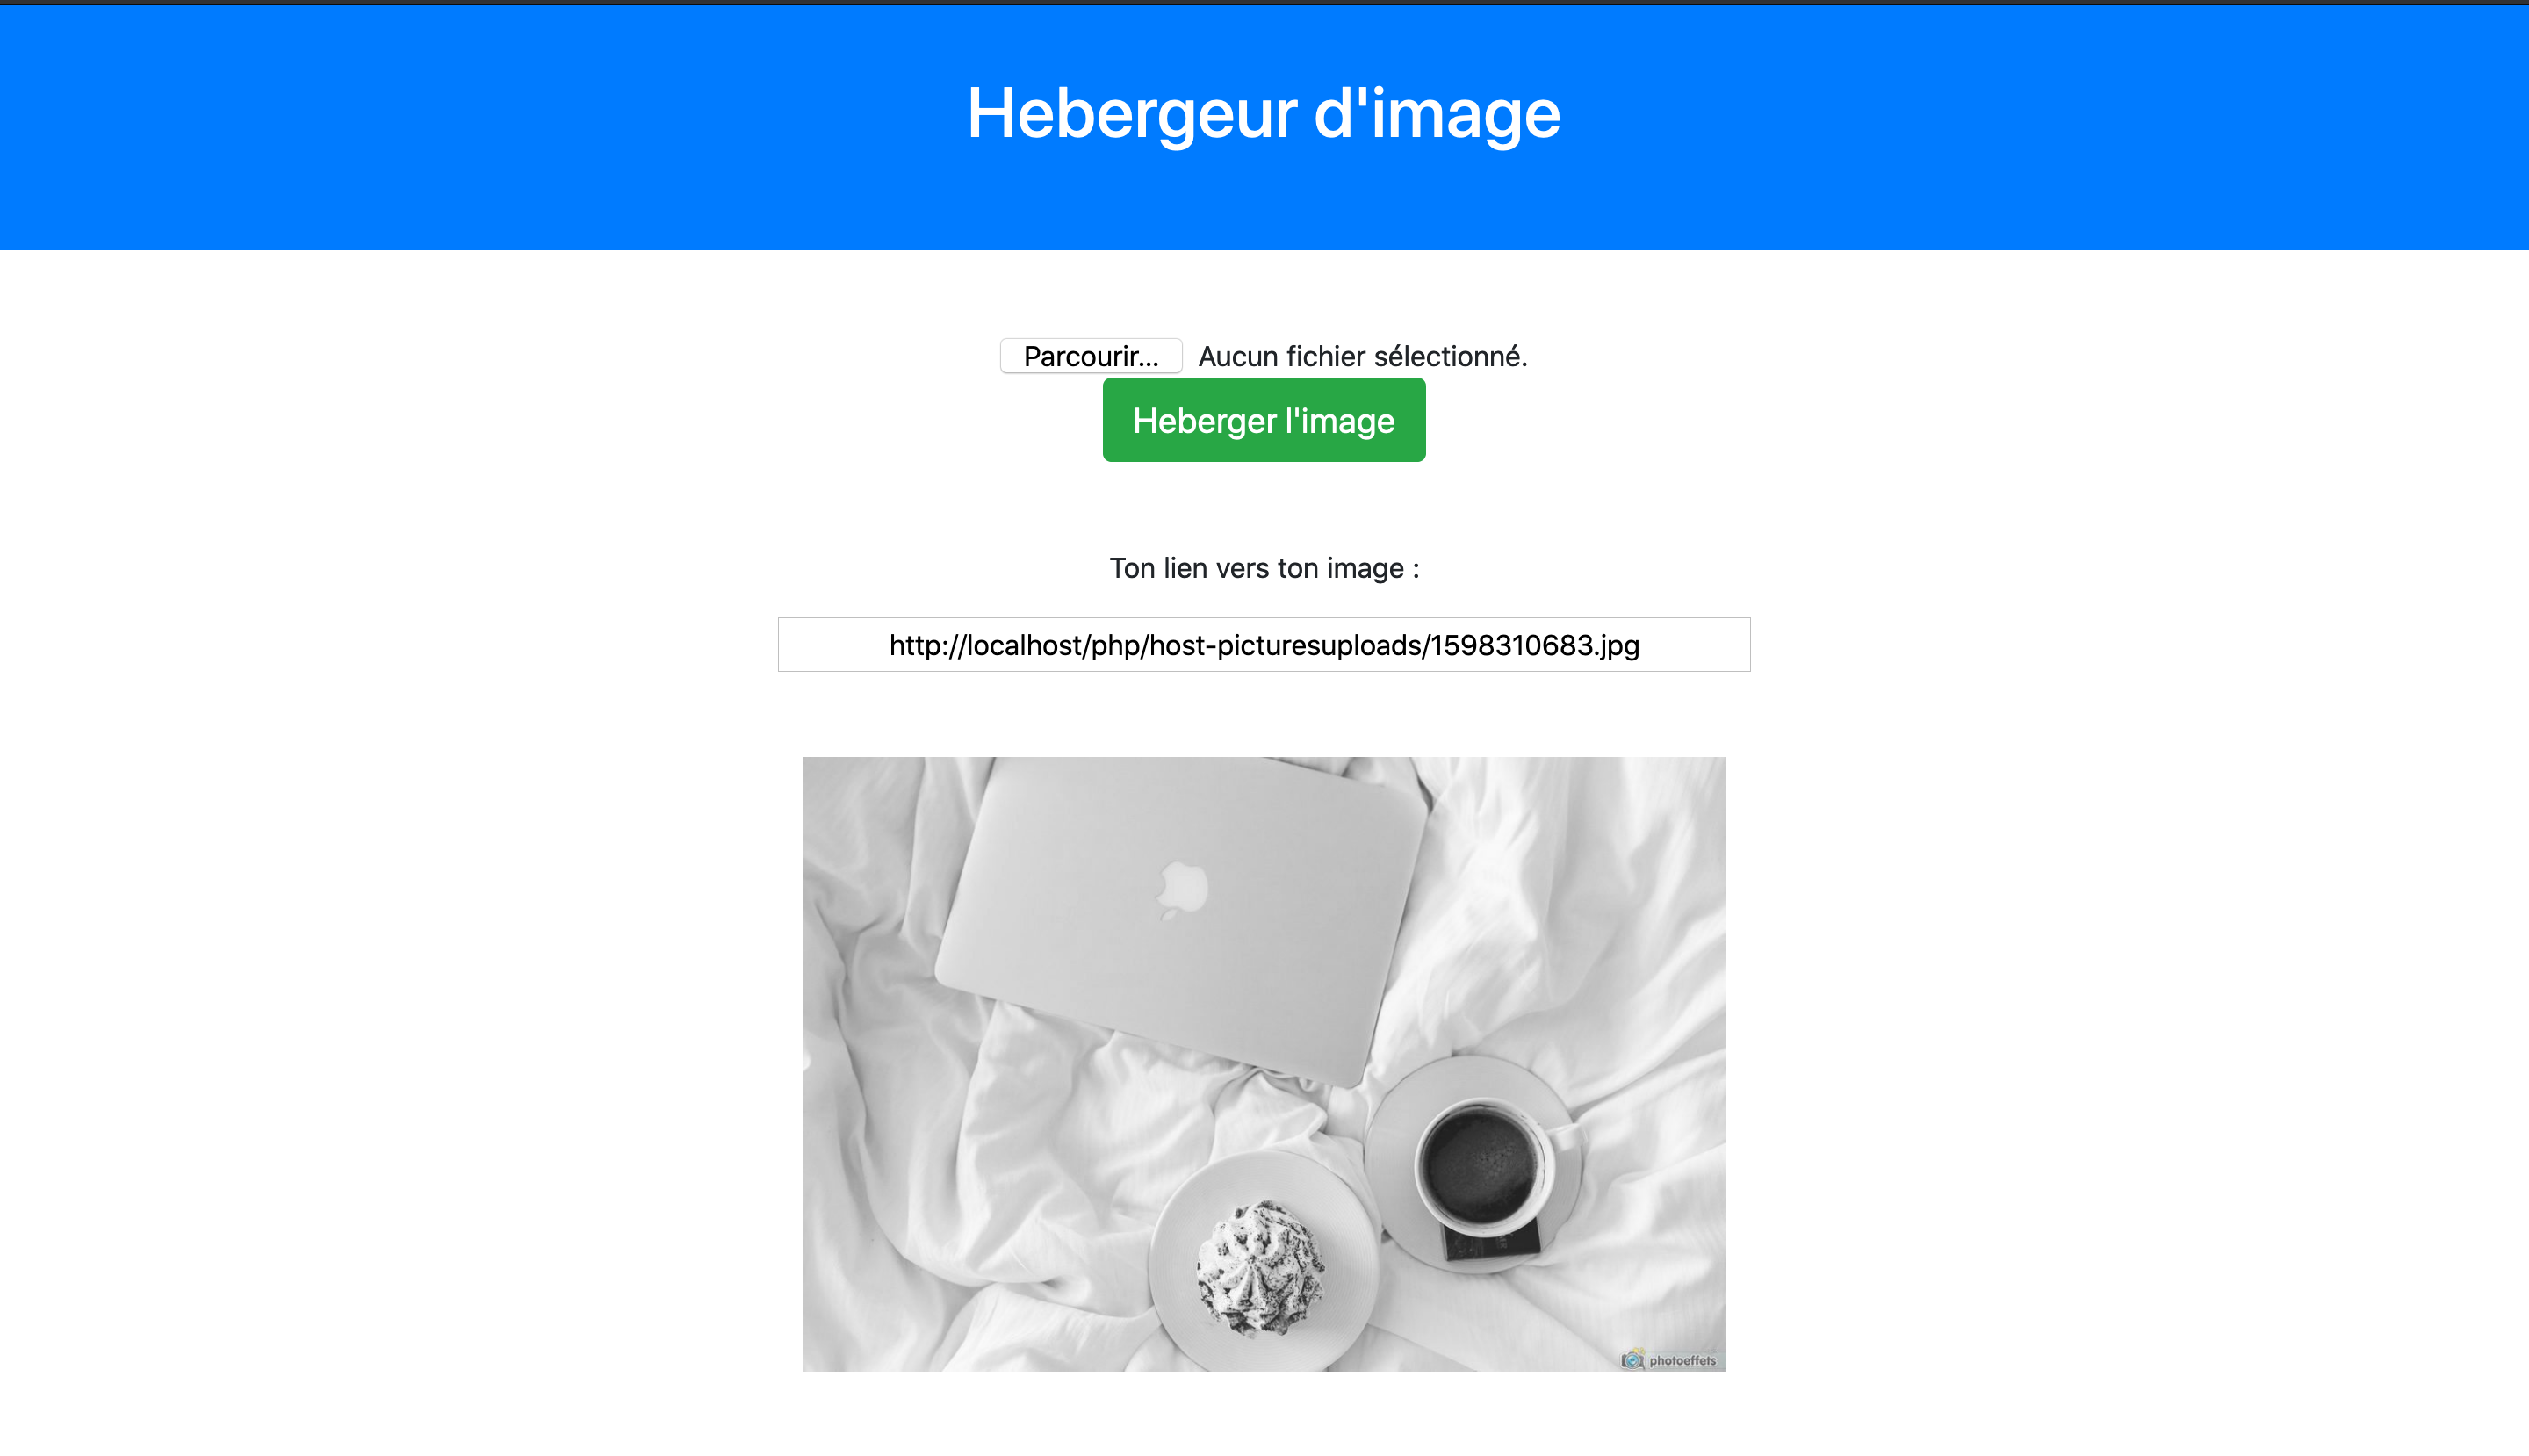 Hebergeur d'image
Parcourir... Aucun fichier sélectionné.
Heberger l'image
Ton lien vers ton image :
http://localhost/php/host-picturesuploads/1598310683.jpg
photoeffets